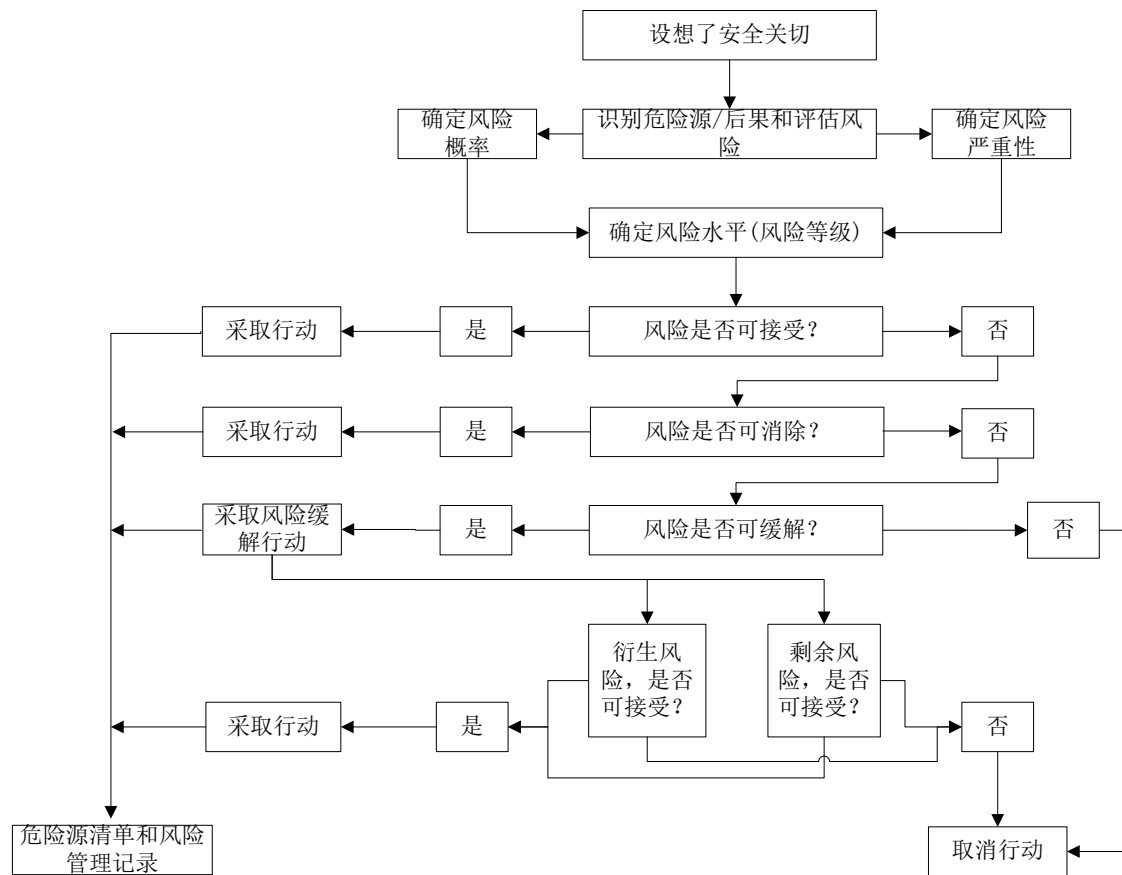 设想了安全关切
确定风险
概率
识别危险源/后果和评估风
险
确定风险
严重性
确定风险水平(风险等级)
采取行动
是
风险是否可接受?
否
采取行动
是
风险是否可消除?
否
采取风险缓
解行动
是
风险是否可缓解?
否
衍生风
险，是否
可接受?
剩余风
险，是否
可接受?
采取行动
是
否
危险源清单和风险
管理记录
取消行动